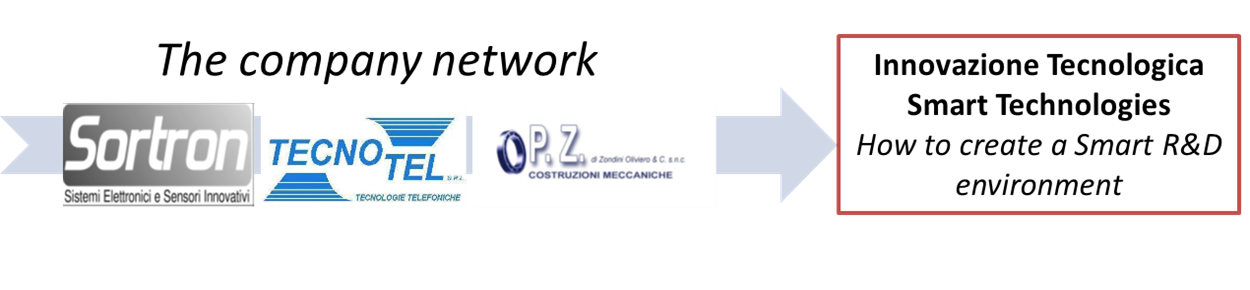 The company network
Sortron
Sistemi Elettronici e Sensori Innovativi
TECNOTEL S.R.L.
TECNOLOGIE TELEFONICHE
P. Z. di Zondini Oliviero & C. s.n.c.
COSTRUZIONI MECCANICHE
Innovazione Tecnologica
Smart Technologies
How to create a Smart R&D
environment